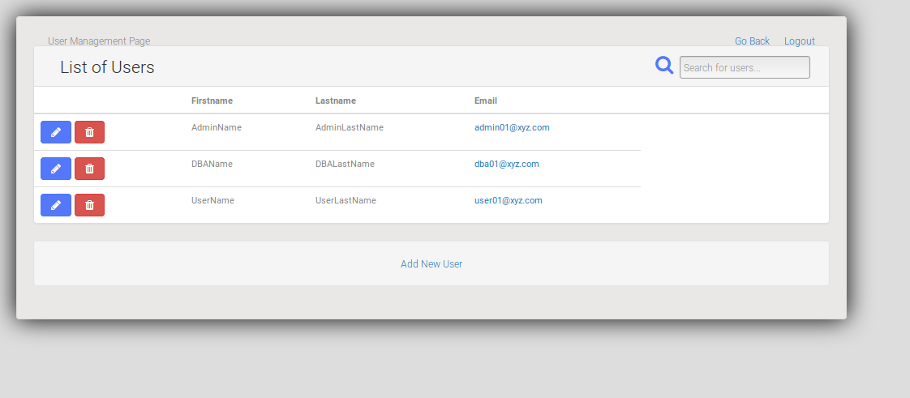 User Management Page Go Back Logout
List of Users Search for users...
Firstname Lastname Email
AdminName AdminLastName admin01@xyz.com
DBAName DBALastName dba01@xyz.com
UserName UserLastName user01@xyz.com
Add New User